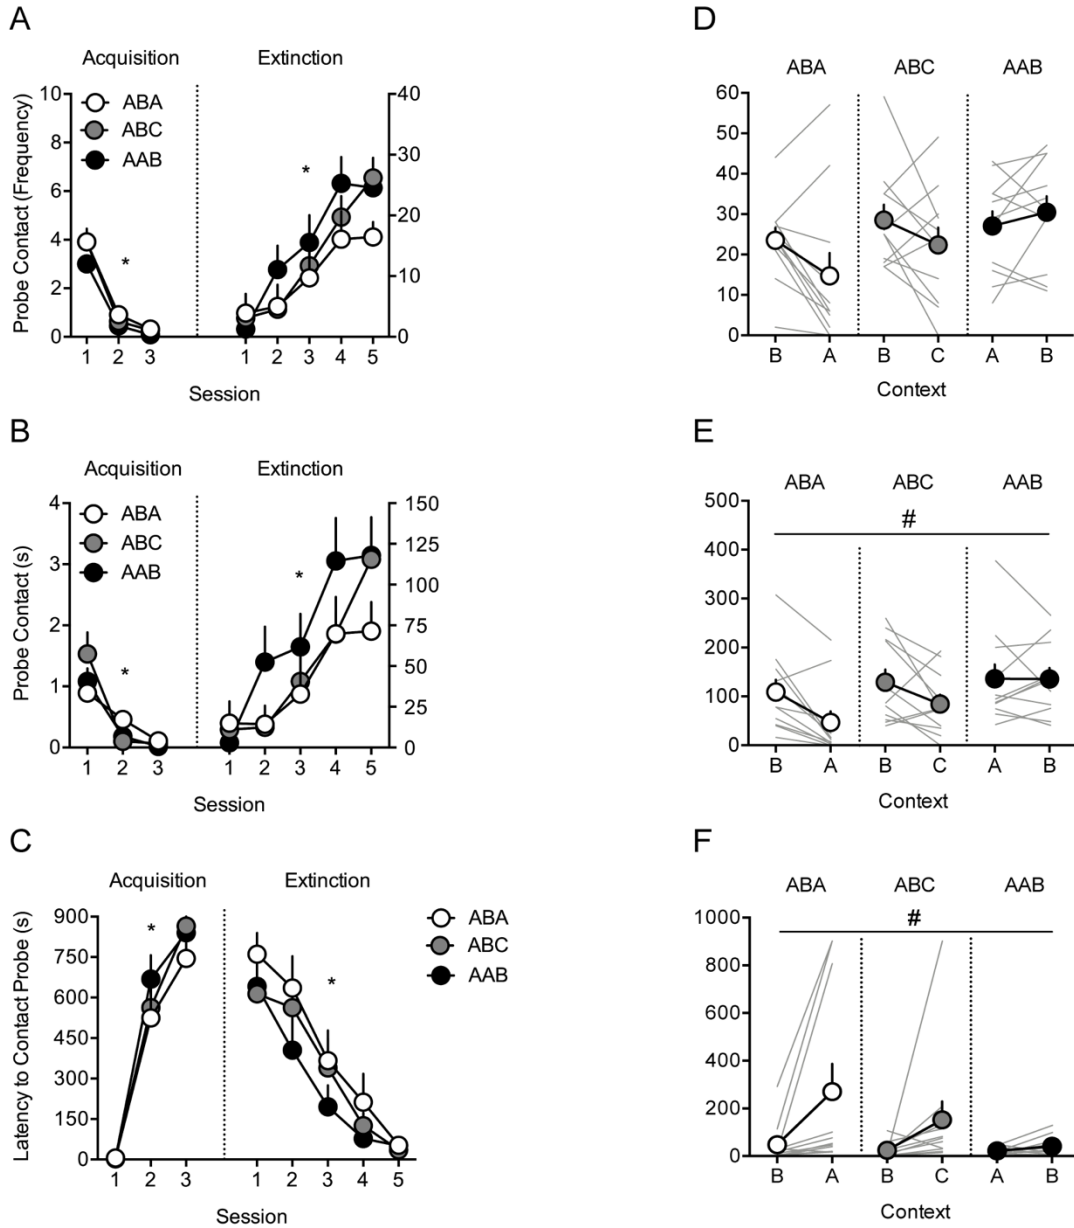 A
Acquisition Extinction
Probe Contact (Frequency)
10
8
6
4
2
0
40
30
20
10
0
ABA
ABC
AAB
*
*
1 2 3 1 2 3 4 5
Session
B
Acquisition Extinction
Probe Contact (s)
4
3
2
1
0
150
125
100
75
50
25
0
ABA
ABC
AAB
*
*
1 2 3 1 2 3 4 5
Session
C
Acquisition Extinction
Latency to Contact Probe (s)
900
750
600
450
300
150
0
*
*
ABA
ABC
AAB
1 2 3 1 2 3 4 5
Session
D
ABA ABC AAB
60
50
40
30
20
10
0
B A B C A B
Context
E
ABA ABC AAB
#
500
400
300
200
100
0
B A B C A B
Context
F
ABA ABC AAB
#
1000
800
600
400
200
0
B A B C A B
Context